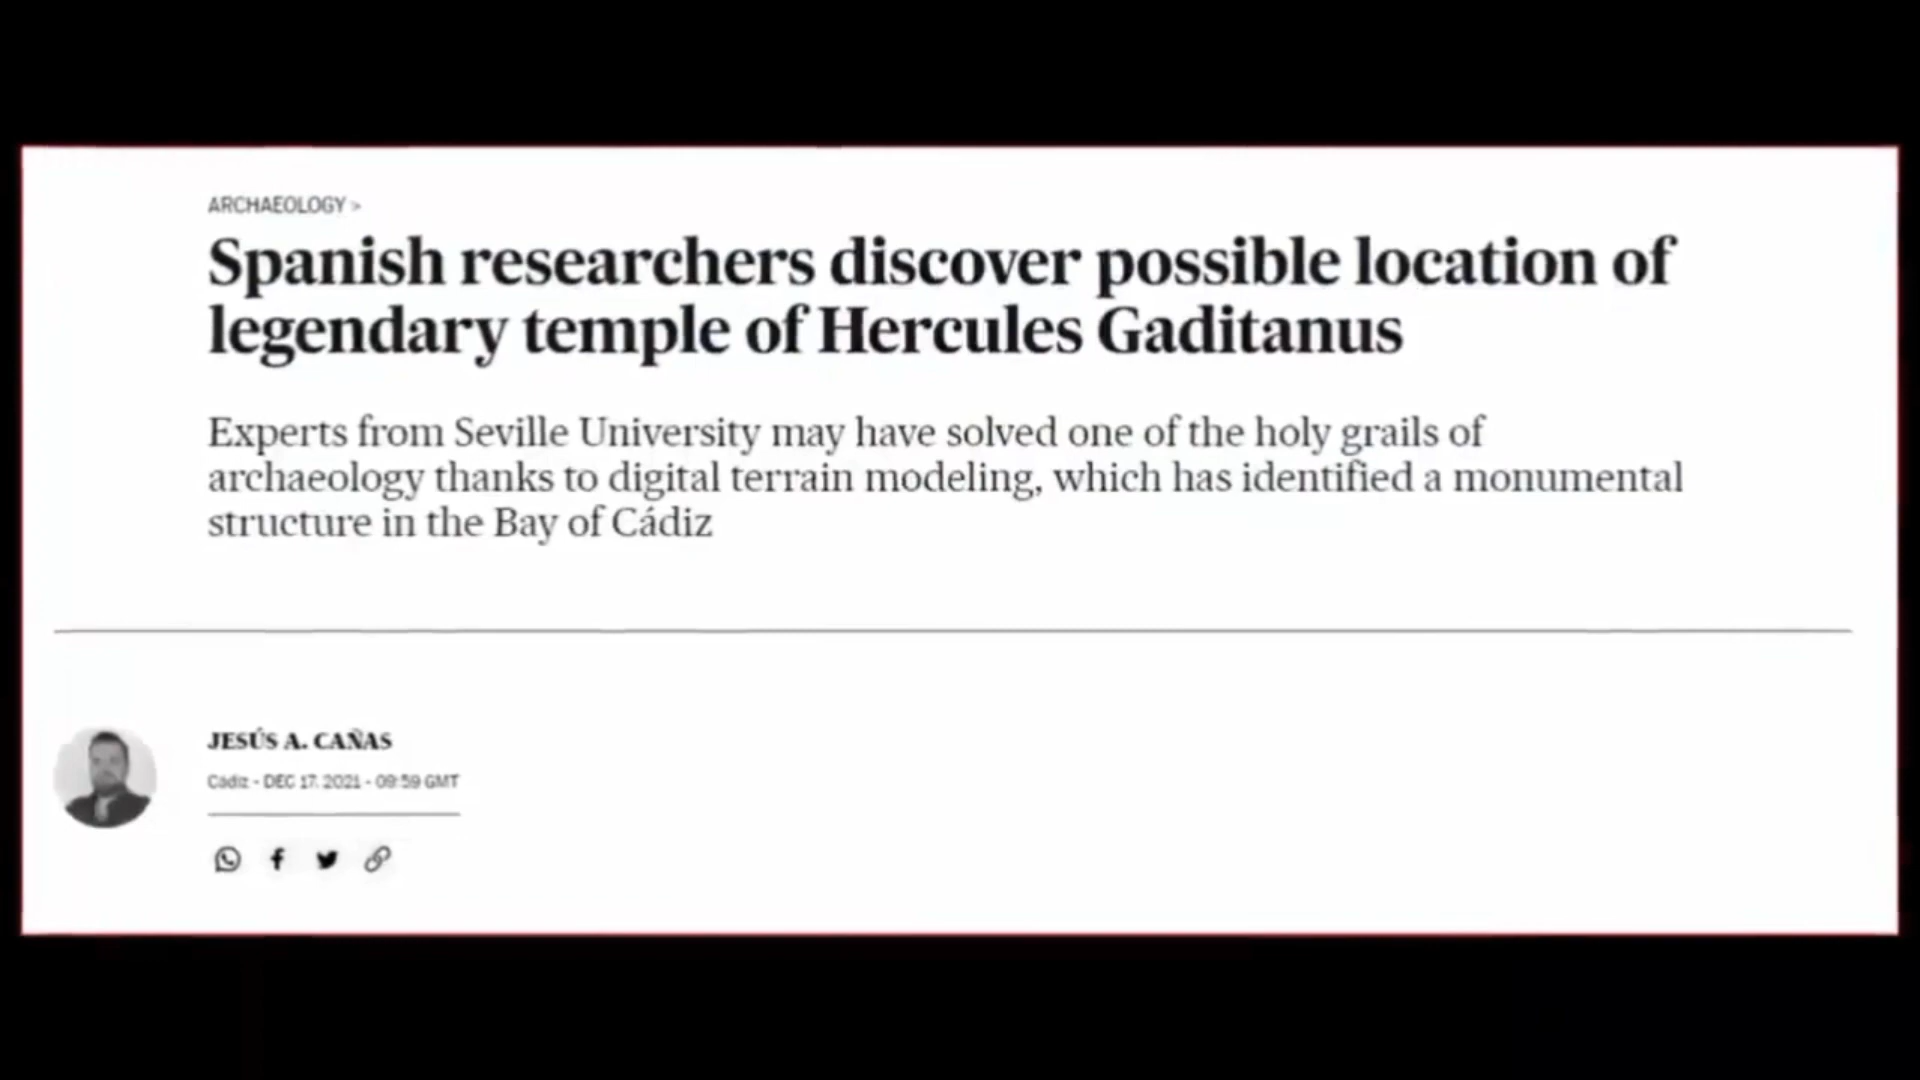 ARCHAEOLOGY >
Spanish researchers discover possible location of
legendary temple of Hercules Gaditanus
Experts from Seville University may have solved one of the holy grails of
archaeology thanks to digital terrain modeling, which has identified a monumental
structure in the Bay of Cádiz
JESÚS A. CAÑAS
Cádiz - DEC 17, 2021 - 09:59 GMT